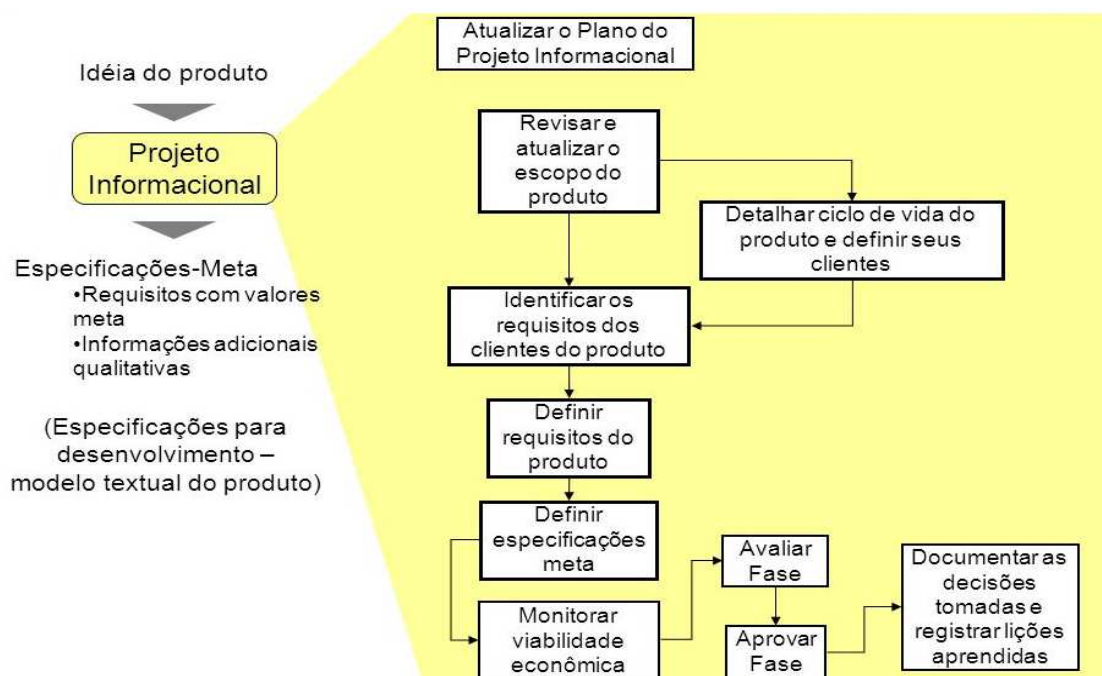 Idéia do produto
Projeto
Informacional
Especificações-Meta
•Requisitos com valores
meta
•Informações adicionais
qualitativas
(Especificações para
desenvolvimento –
modelo textual do produto)
Atualizar o Plano do
Projeto Informacional
Revisar e
atualizar o
escopo do
produto
Detalhar ciclo de vida do
produto e definir seus
clientes
Identificar os
requisitos dos
clientes do produto
Definir
requisitos do
produto
Definir
especificações
meta
Monitorar
viabilidade
econômica
Avaliar
Fase
Aprovar
Fase
Documentar as
decisões
tomadas e
registrar lições
aprendidas